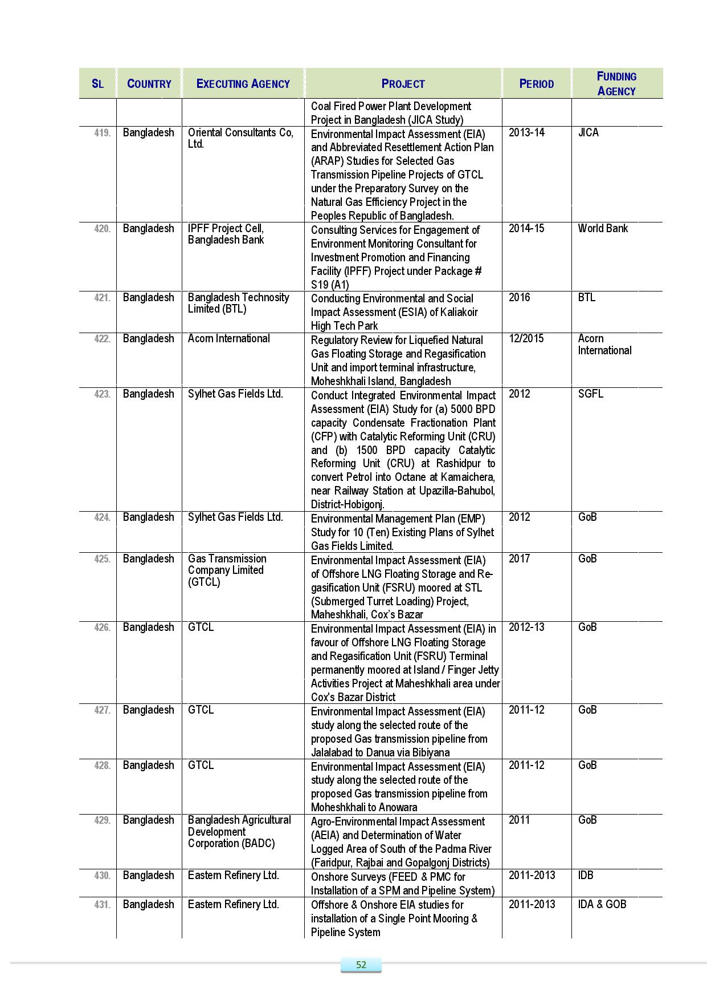 SL COUNTRY EXECUTING AGENCY PROJECT PERIOD FUNDING AGENCY
Coal Fired Power Plant Development
Project in Bangladesh (JICA Study)
419. Bangladesh Oriental Consultants Co, Ltd. Environmental Impact Assessment (EIA) 2013-14 JICA
and Abbreviated Resettlement Action Plan
(ARAP) Studies for Selected Gas
Transmission Pipeline Projects of GTCL
under the Preparatory Survey on the
Natural Gas Efficiency Project in the
Peoples Republic of Bangladesh.
420. Bangladesh IPFF Project Cell, Bangladesh Bank Consulting Services for Engagement of 2014-15 World Bank
Environment Monitoring Consultant for
Investment Promotion and Financing
Facility (IPFF) Project under Package #
S19 (A1)
421. Bangladesh Bangladesh Technosity Limited (BTL) Conducting Environmental and Social 2016 BTL
Impact Assessment (ESIA) of Kaliakoir
High Tech Park
422. Bangladesh Acorn International Regulatory Review for Liquefied Natural 12/2015 Acorn International
Gas Floating Storage and Regasification
Unit and import terminal infrastructure,
Moheshkhali Island, Bangladesh
423. Bangladesh Sylhet Gas Fields Ltd. Conduct Integrated Environmental Impact 2012 SGFL
Assessment (EIA) Study for (a) 5000 BPD
capacity Condensate Fractionation Plant
(CFP) with Catalytic Reforming Unit (CRU)
and (b) 1500 BPD capacity Catalytic
Reforming Unit (CRU) at Rashidpur to
convert Petrol into Octane at Kamaichera,
near Railway Station at Upazilla-Bahubol,
District-Hobigonj.
424. Bangladesh Sylhet Gas Fields Ltd. Environmental Management Plan (EMP) 2012 GoB
Study for 10 (Ten) Existing Plans of Sylhet
Gas Fields Limited.
425. Bangladesh Gas Transmission Company Limited (GTCL) Environmental Impact Assessment (EIA) 2017 GoB
of Offshore LNG Floating Storage and Re-
gasification Unit (FSRU) moored at STL
(Submerged Turret Loading) Project,
Maheshkhali, Cox's Bazar
426. Bangladesh GTCL Environmental Impact Assessment (EIA) in 2012-13 GoB
favour of Offshore LNG Floating Storage
and Regasification Unit (FSRU) Terminal
permanently moored at Island / Finger Jetty
Activities Project at Maheshkhali area under
Cox's Bazar District
427. Bangladesh GTCL Environmental Impact Assessment (EIA) 2011-12 GoB
study along the selected route of the
proposed Gas transmission pipeline from
Jalalabad to Danua via Bibiyana
428. Bangladesh GTCL Environmental Impact Assessment (EIA) 2011-12 GoB
study along the selected route of the
proposed Gas transmission pipeline from
Moheshkhali to Anowara
429. Bangladesh Bangladesh Agricultural Development Corporation (BADC) Agro-Environmental Impact Assessment 2011 GoB
(AEIA) and Determination of Water
Logged Area of South of the Padma River
(Faridpur, Rajbai and Gopalgonj Districts)
430. Bangladesh Eastern Refinery Ltd. Onshore Surveys (FEED & PMC for 2011-2013 IDB
Installation of a SPM and Pipeline System)
431. Bangladesh Eastern Refinery Ltd. Offshore & Onshore EIA studies for 2011-2013 IDA & GOB
installation of a Single Point Mooring &
Pipeline System
52